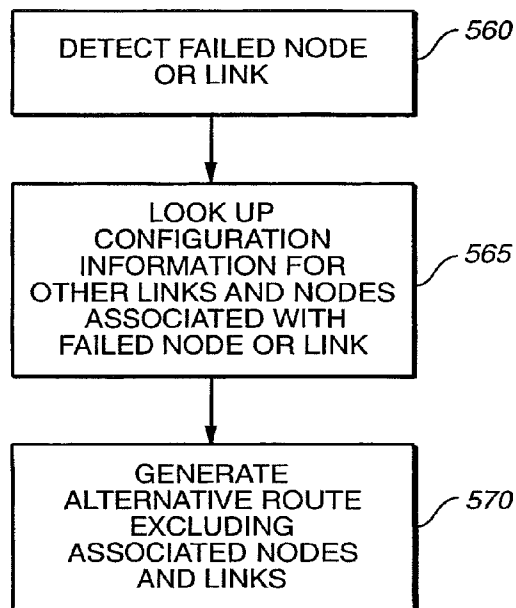 DETECT FAILED NODE
OR LINK
560
LOOK UP
CONFIGURATION
INFORMATION FOR
OTHER LINKS AND NODES
ASSOCIATED WITH
FAILED NODE OR LINK
565
GENERATE
ALTERNATIVE ROUTE
EXCLUDING
ASSOCIATED NODES
AND LINKS
570